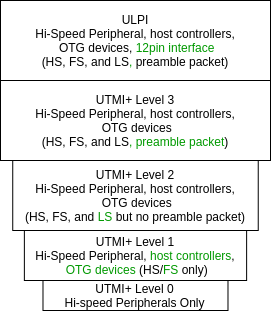 ULPI
Hi-Speed Peripheral, host controllers,
OTG devices, 12pin interface
(HS, FS, and LS, preamble packet)
UTMI+ Level 3
Hi-Speed Peripheral, host controllers,
OTG devices
(HS, FS, and LS, preamble packet)
UTMI+ Level 2
Hi-Speed Peripheral, host controllers,
OTG devices
(HS, FS, and LS but no preamble packet)
UTMI+ Level 1
Hi-Speed Peripheral, host controllers,
OTG devices (HS/FS only)
UTMI+ Level 0
Hi-speed Peripherals Only